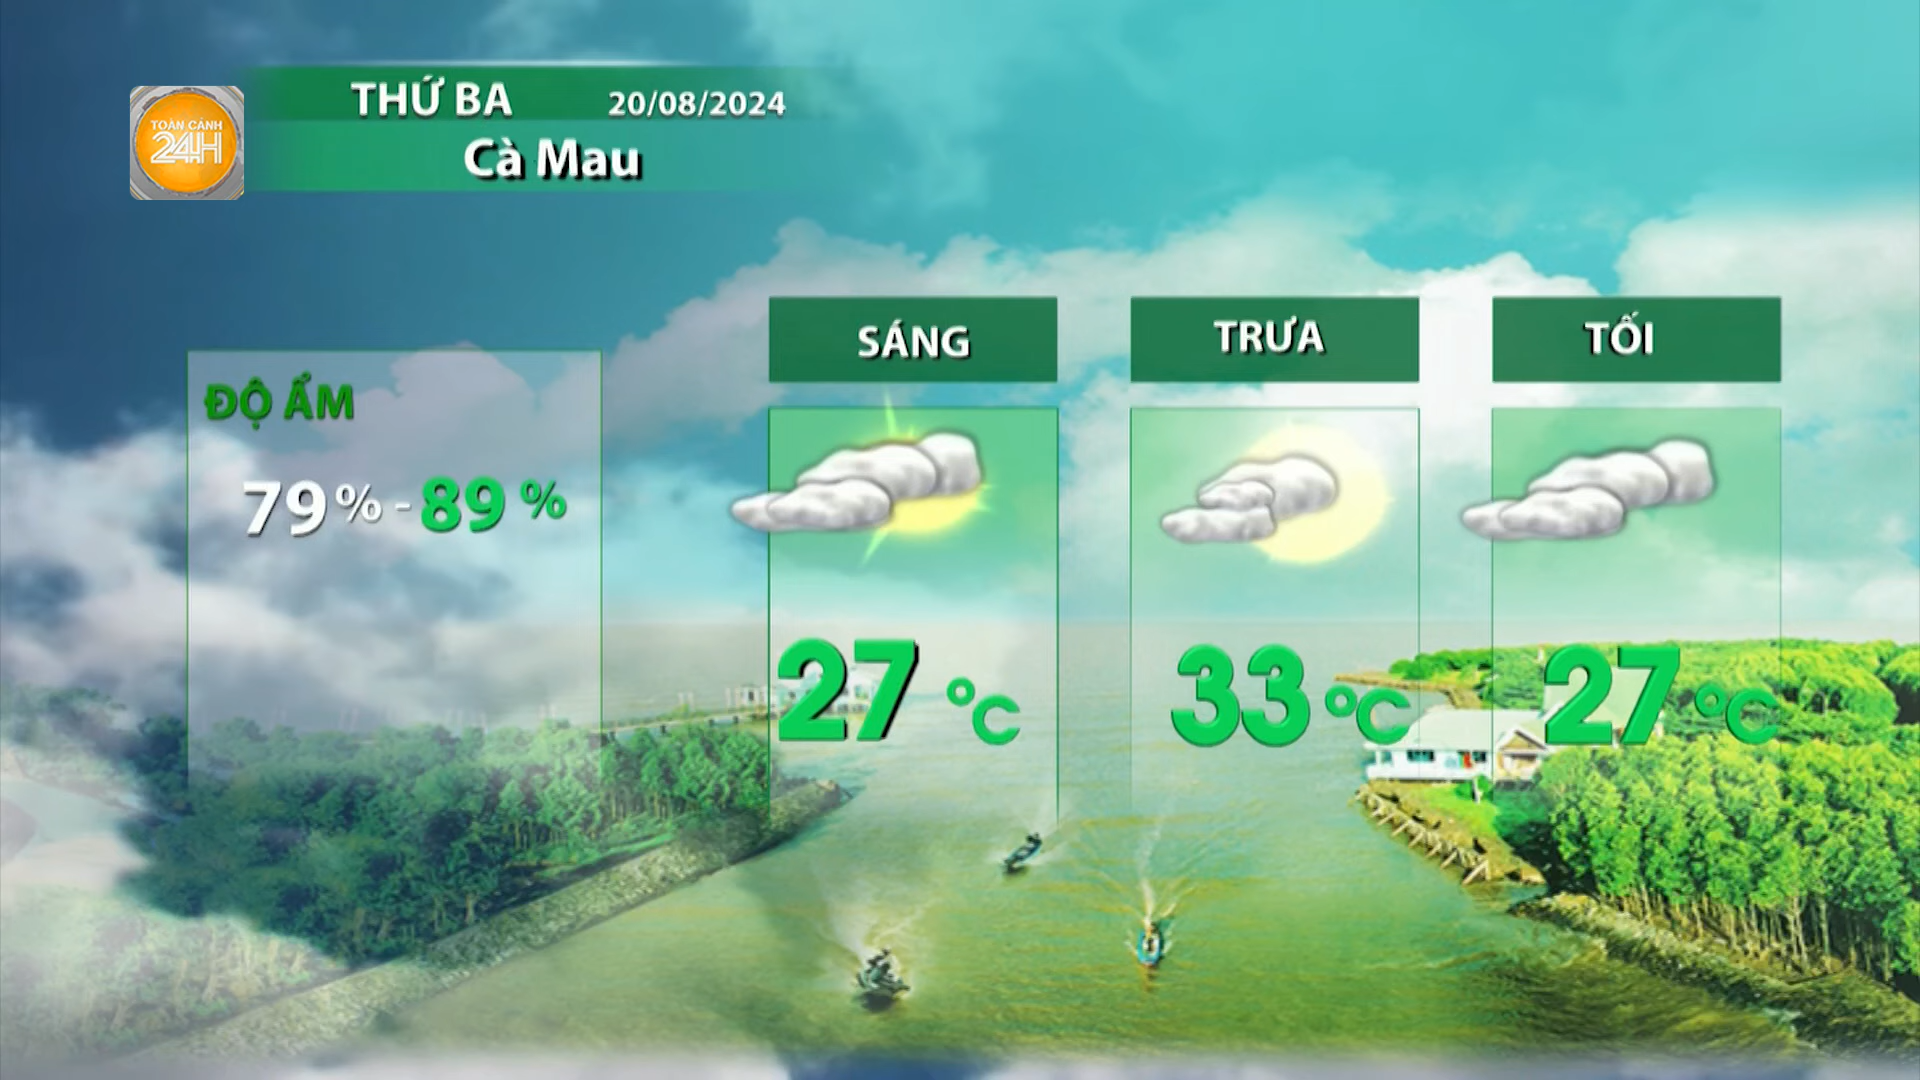 TOÀN CẢNH
24H
THỨ BA 20/08/2024
Cà Mau
ĐỘ ẨM
79% - 89%
SÁNG
TRƯA
TỐI
27°C
33°C
27°C